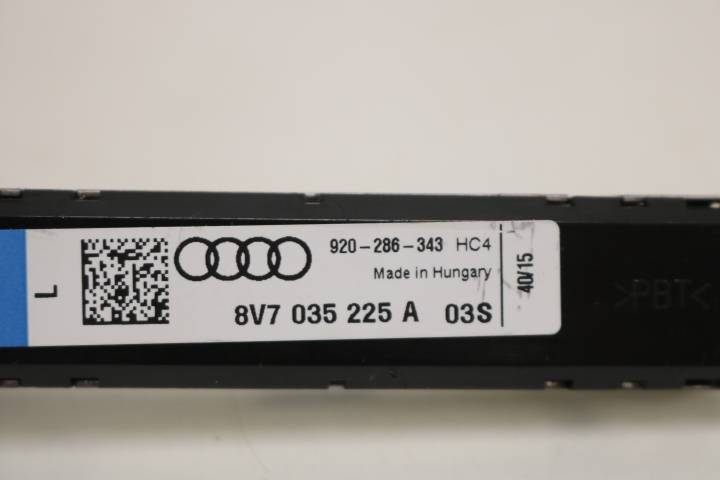 L
920-286-343 HC4
Made in Hungary
8V7 035 225 A 03S
40/15
>PBT<